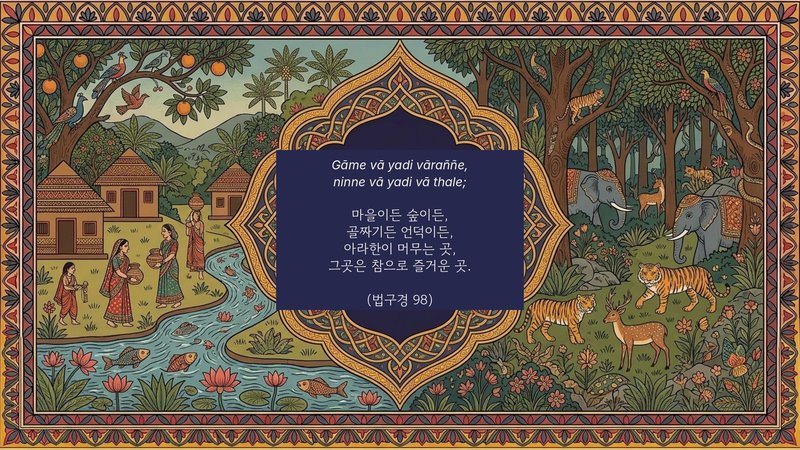 Gāme vā yadi vāraññe,
ninne vā yadi vā thale;
마을이든 숲이든,
골짜기든 언덕이든,
아라한이 머무는 곳,
그곳은 참으로 즐거운 곳.
(법구경 98)